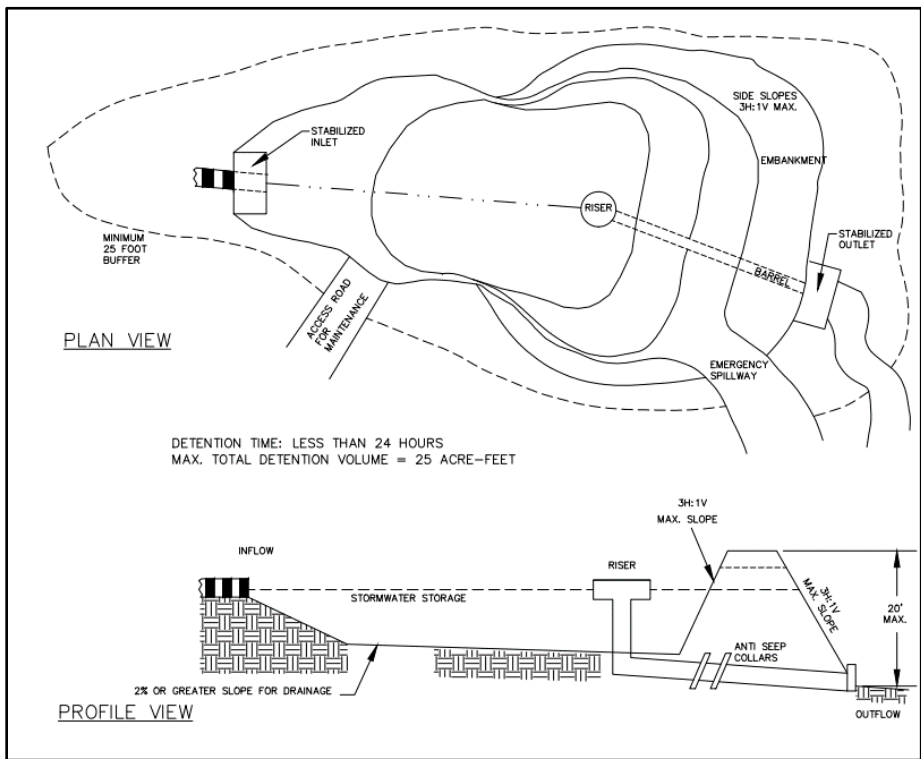 SIDE SLOPES
3H:1V MAX.
STABILIZED
INLET
EMBANKMENT
RISER
STABILIZED
OUTLET
MINIMUM
25 FOOT
BUFFER
BARREL
ACCESS ROAD
FOR
MAINTENANCE
PLAN VIEW
EMERGENCY
SPILLWAY
DETENTION TIME: LESS THAN 24 HOURS
MAX. TOTAL DETENTION VOLUME = 25 ACRE-FEET
3H:1V
MAX. SLOPE
INFLOW
RISER
STORMWATER STORAGE
3H:1V
MAX. SLOPE
20'
MAX.
ANTI SEEP
COLLARS
2% OR GREATER SLOPE FOR DRAINAGE
PROFILE VIEW
OUTFLOW